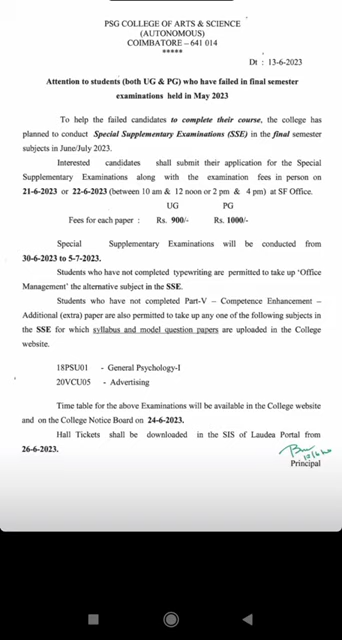 PSG COLLEGE OF ARTS & SCIENCE
(AUTONOMOUS)
COIMBATORE – 641 014
*****
Dt : 13-6-2023
Attention to students (both UG & PG) who have failed in final semester
examinations held in May 2023
To help the failed candidates to complete their course, the college has
planned to conduct Special Supplementary Examinations (SSE) in the final semester
subjects in June/July 2023.
Interested candidates shall submit their application for the Special
Supplementary Examinations along with the examination fees in person on
21-6-2023 or 22-6-2023 (between 10 am & 12 noon or 2 pm & 4 pm) at SF Office.
UG PG
Fees for each paper : Rs. 900/- Rs. 1000/-
Special Supplementary Examinations will be conducted from
30-6-2023 to 5-7-2023.
Students who have not completed typewriting are permitted to take up 'Office
Management' the alternative subject in the SSE.
Students who have not completed Part-V – Competence Enhancement –
Additional (extra) paper are also permitted to take up any one of the following subjects in
the SSE for which syllabus and model question papers are uploaded in the College
website.
18PSU01 - General Psychology-I
20VCU05 - Advertising
Time table for the above Examinations will be available in the College website
and on the College Notice Board on 24-6-2023.
Hall Tickets shall be downloaded in the SIS of Laudea Portal from
26-6-2023.
Principal